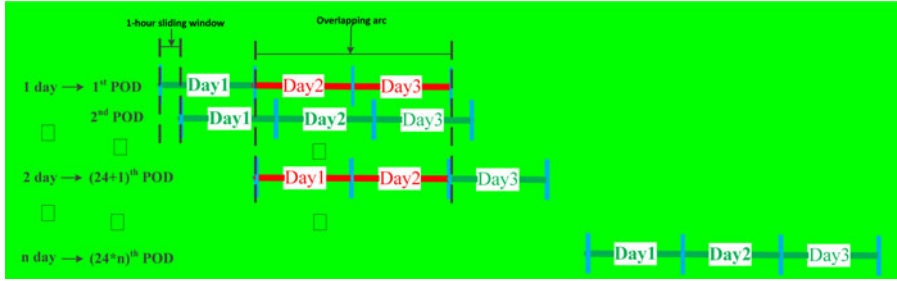 1-hour sliding window
Overlapping arc
1 day → 1st POD Day1 Day2 Day3
2nd POD Day1 Day2 Day3
2 day → (24+1)th POD Day1 Day2 Day3
n day → (24*n)th POD Day1 Day2 Day3